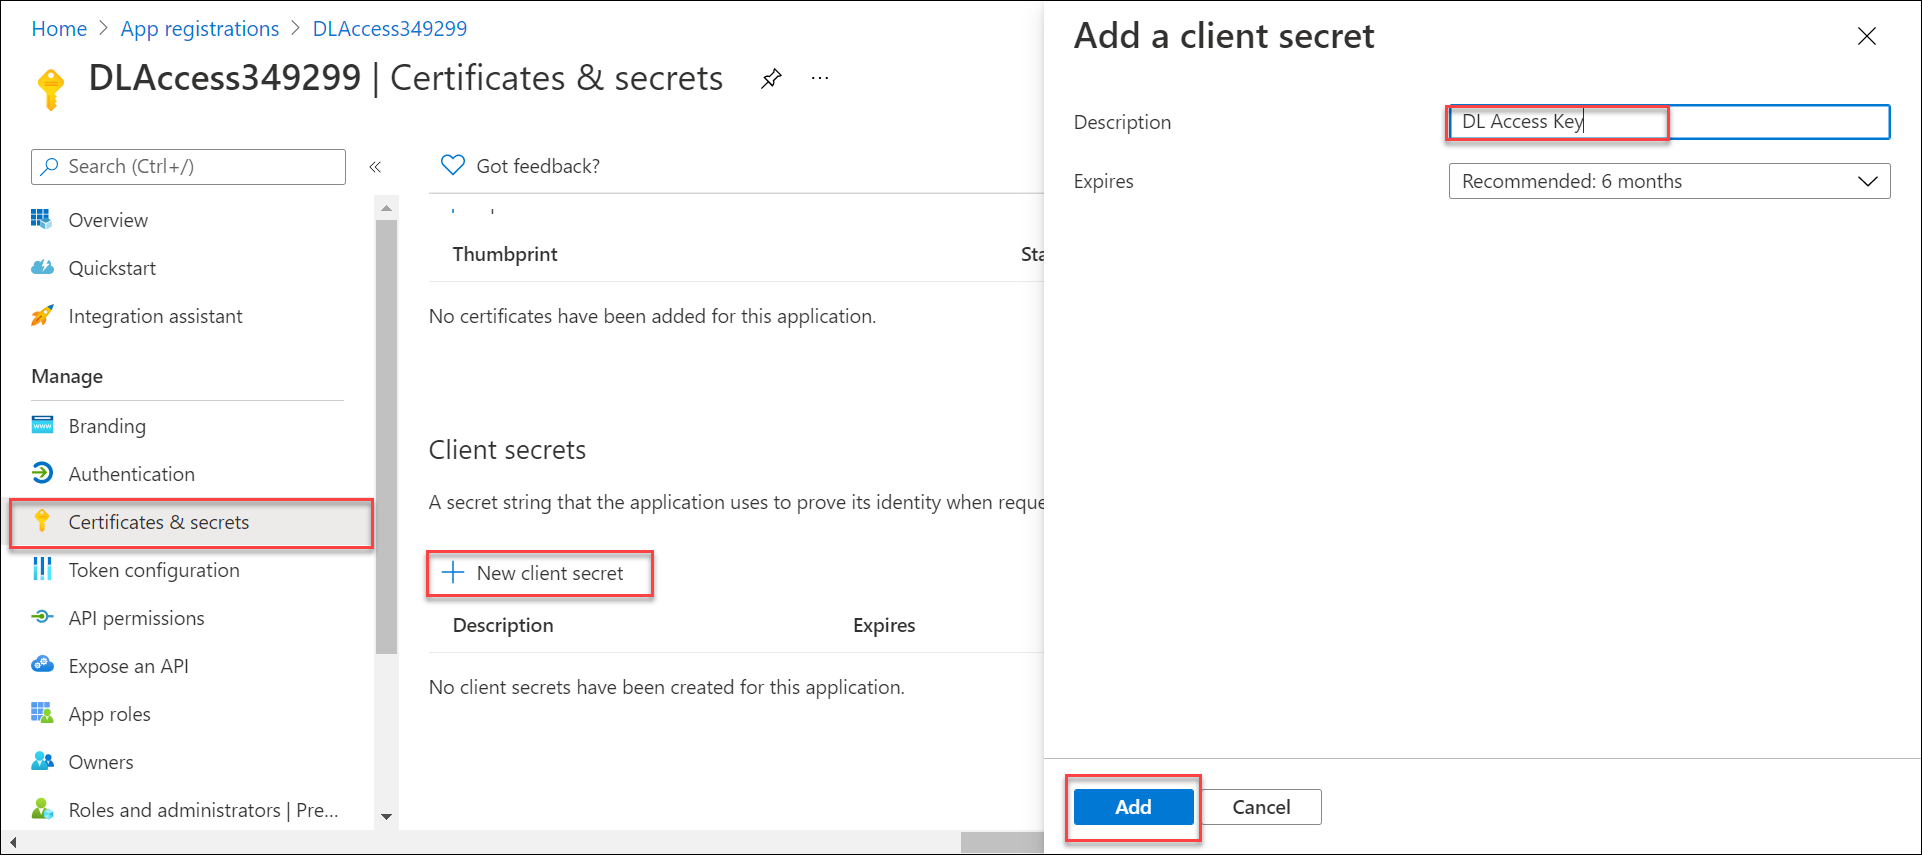 Home > App registrations > DLAccess349299
DLAccess349299 | Certificates & secrets
Search (Ctrl+/)
Overview
Quickstart
Integration assistant
Manage
Branding
Authentication
Certificates & secrets
Token configuration
API permissions
Expose an API
App roles
Owners
Roles and administrators | Pre...
Got feedback?
Thumbprint Sta
No certificates have been added for this application.
Client secrets
A secret string that the application uses to prove its identity when reque
New client secret
Description Expires
No client secrets have been created for this application.
Add a client secret
Description DL Access Key
Expires Recommended: 6 months
Add Cancel